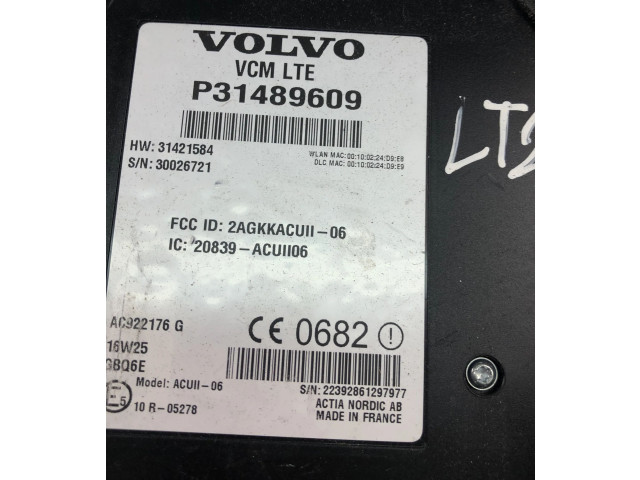 VOLVO
VCM LTE
P31489609
HW: 31421584
S/N: 30026721
WLAN MAC:00:10:02:24:D9:E8
DLC MAC:00:10:02:24:D9:E9
LT2
FCC ID: 2AGKKACUII-06
IC: 20839-ACUII06
AC922176 G
CE 0682
16W25
GBQ6E
Model: ACUII-06
S/N: 22392861297977
E5
10 R-05278
ACTIA NORDIC AB
MADE IN FRANCE